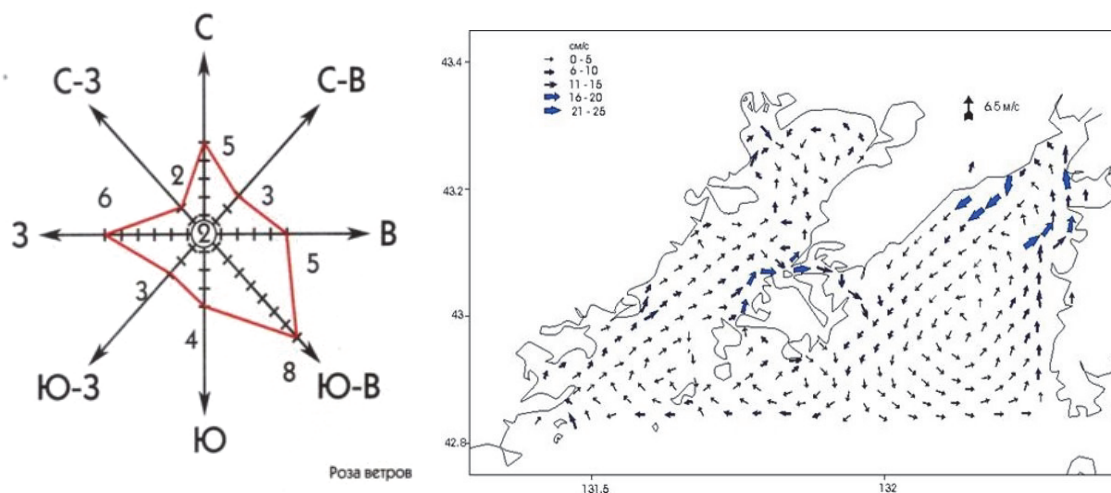 С
С-З
С-В
5
2
3
6
З
2
В
5
3
4
8
Ю-З
Ю-В
Ю
Роза ветров
см/с
0 - 5
6 - 10
11 - 15
16 - 20
21 - 25
6.5 м/с
43.4
43.2
43
42.8
131.5
132